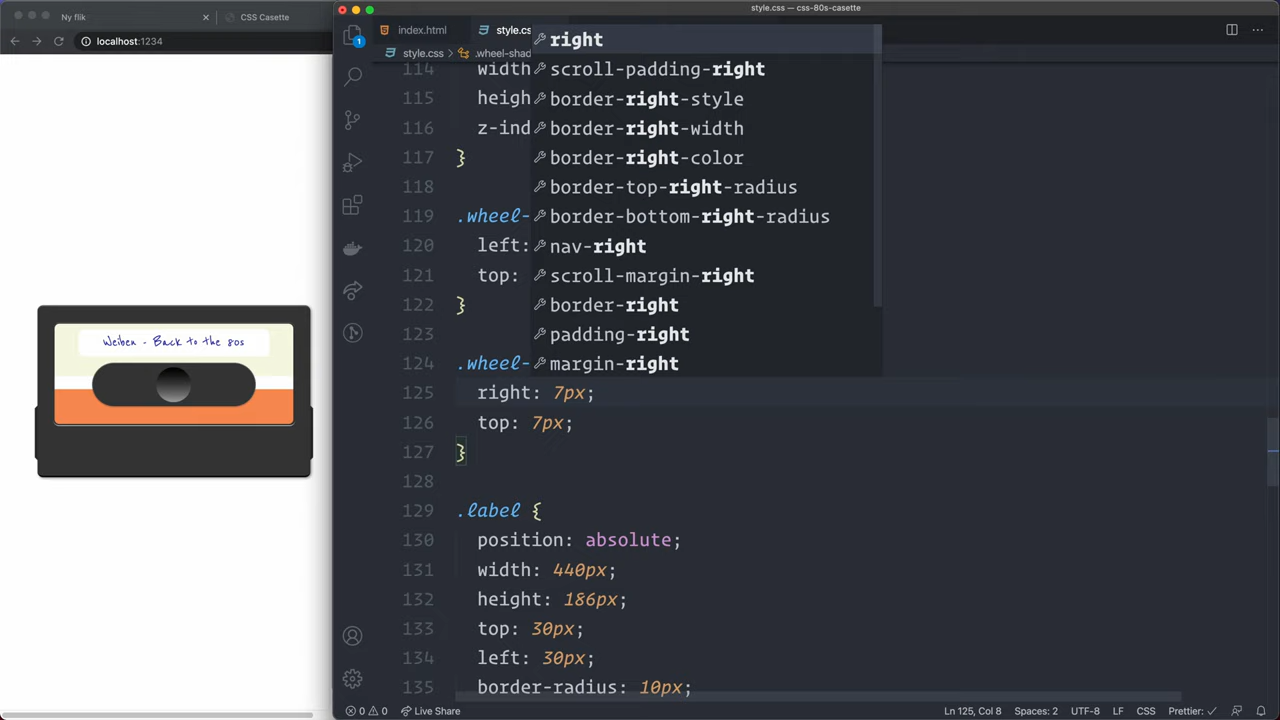 style.css — css-80s-casette
Ny flik
CSS Casette
index.html
style.cs
localhost:1234
style.css
.wheel-shad
1
right
scroll-padding-right
border-right-style
border-right-width
border-right-color
border-top-right-radius
border-bottom-right-radius
nav-right
scroll-margin-right
border-right
padding-right
margin-right
114 width
115 heigh
116 z-ind
117 }
118
119 .wheel-
120 left:
121 top:
122 }
123
124 .wheel-
125 right: 7px;
126 top: 7px;
127 }
128
129 .label {
130 position: absolute;
131 width: 440px;
132 height: 186px;
133 top: 30px;
134 left: 30px;
135 border-radius: 10px;
Weiben - Back to the 80s
0 0 Live Share
Ln 125, Col 8 Spaces: 2 UTF-8 LF CSS Prettier: ✓